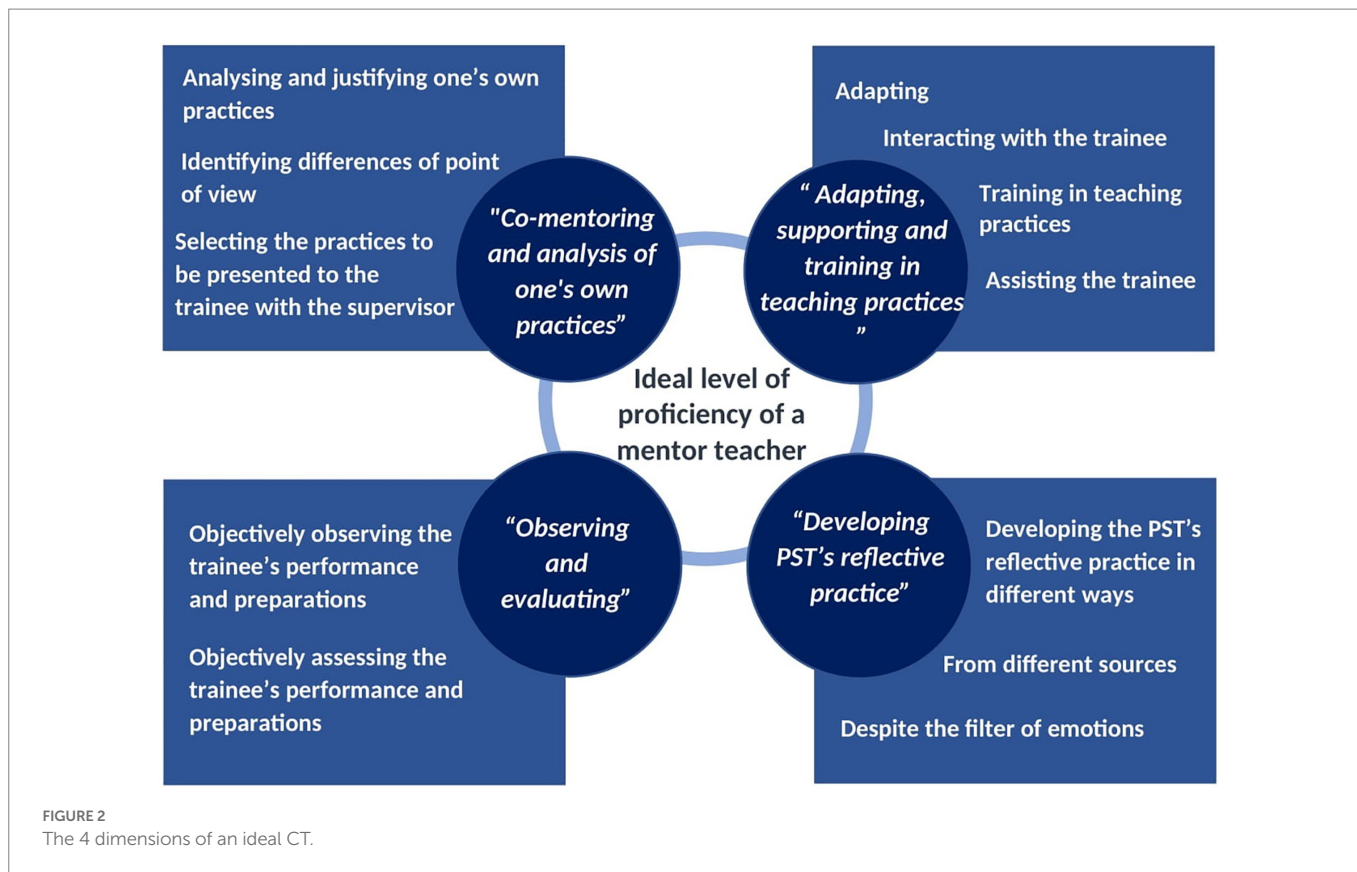 Analysing and justifying one’s own
practices
Identifying differences of point
of view
Selecting the practices to
be presented to the
trainee with the supervisor
"Co-mentoring
and analysis of
one's own
practices”
Adapting
Interacting with the trainee
Training in teaching
practices
Assisting the trainee
“ Adapting,
supporting and
training in
teaching practices
”
Ideal level of
proficiency of a
mentor teacher
Objectively observing the
trainee’s performance
and preparations
Objectively assessing the
trainee’s performance and
preparations
“Observing
and
evaluating”
“Developing
PST’s reflective
practice”
Developing the PST’s
reflective practice in
different ways
From different sources
Despite the filter of emotions
FIGURE 2
The 4 dimensions of an ideal CT.